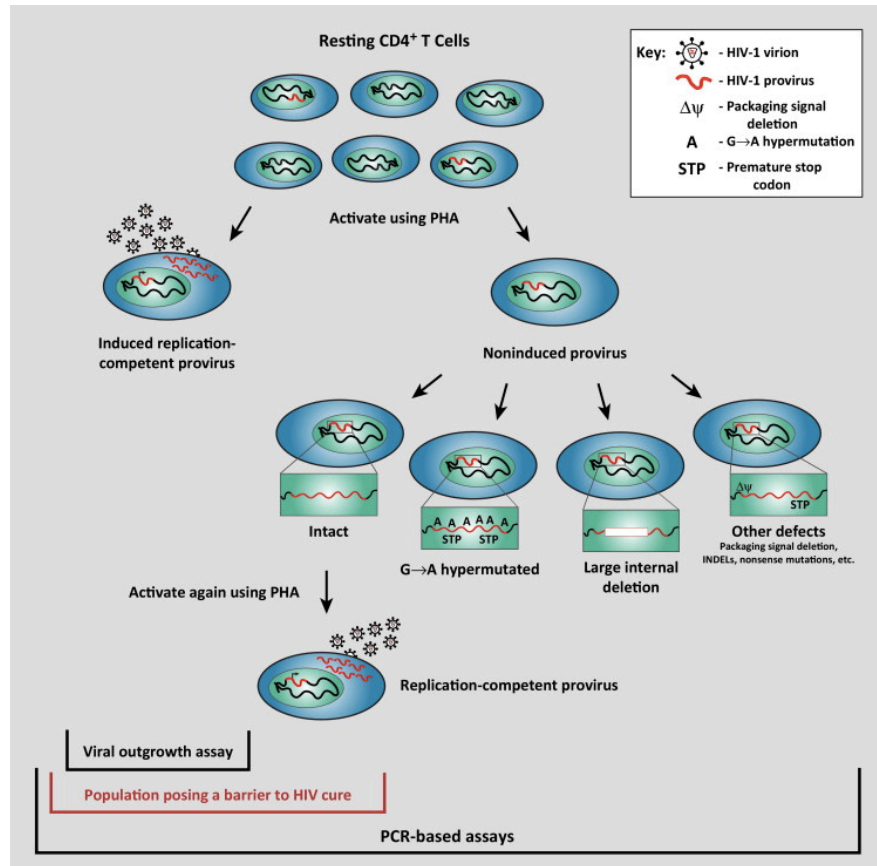 Resting CD4⁺ T Cells
Key:
- HIV-1 virion
- HIV-1 provirus
Δψ - Packaging signal
deletion
A - G→A hypermutation
STP - Premature stop
codon
Activate using PHA
Induced replication-
competent provirus
Noninduced provirus
Intact
A A A AA A
STP STP
G→A hypermutated
Large internal
deletion
Δψ
STP
Other defects
Packaging signal deletion,
INDELs, nonsense mutations, etc.
Activate again using PHA
Replication-competent provirus
Viral outgrowth assay
Population posing a barrier to HIV cure
PCR-based assays